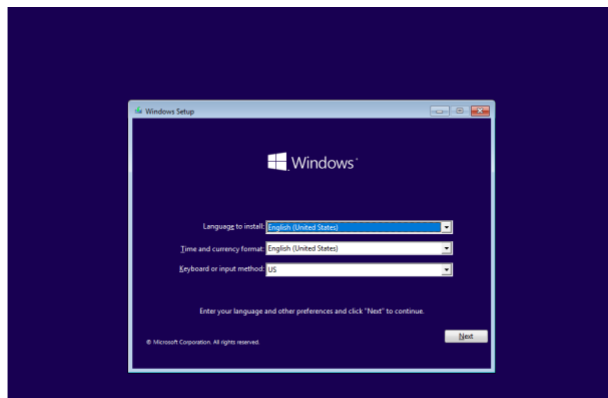 Windows Setup
Windows
Language to install: English (United States)
Time and currency format: English (United States)
Keyboard or input method: US
Enter your language and other preferences and click "Next" to continue.
Next
© Microsoft Corporation. All rights reserved.